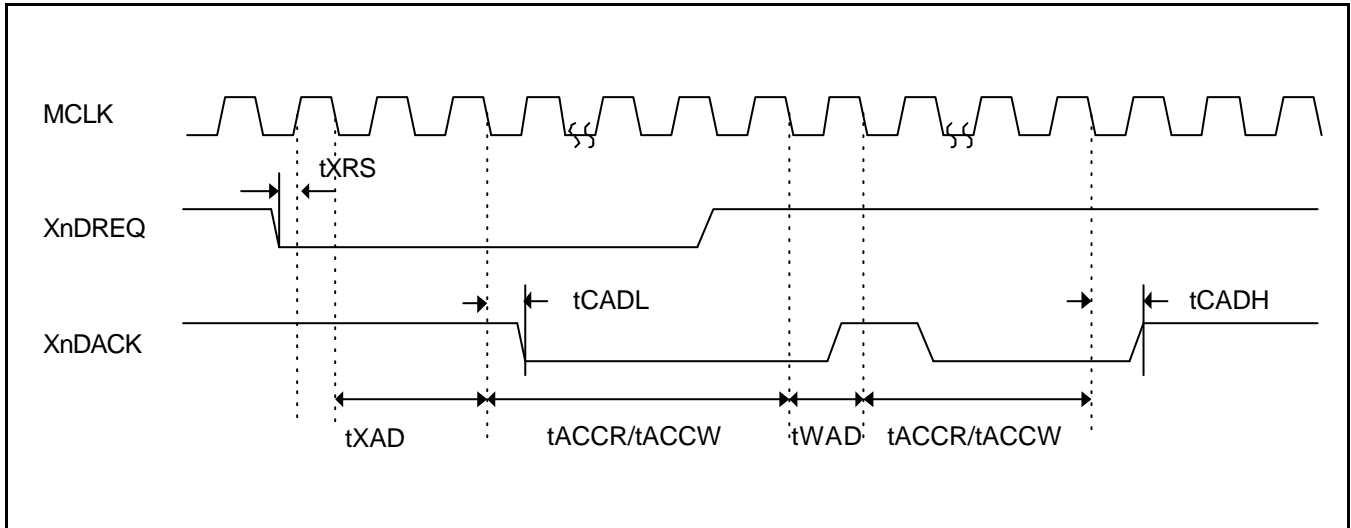 MCLK
tXRS
XnDREQ
tCADL
tCADH
XnDACK
tXAD
tACCR/tACCW
tWAD
tACCR/tACCW